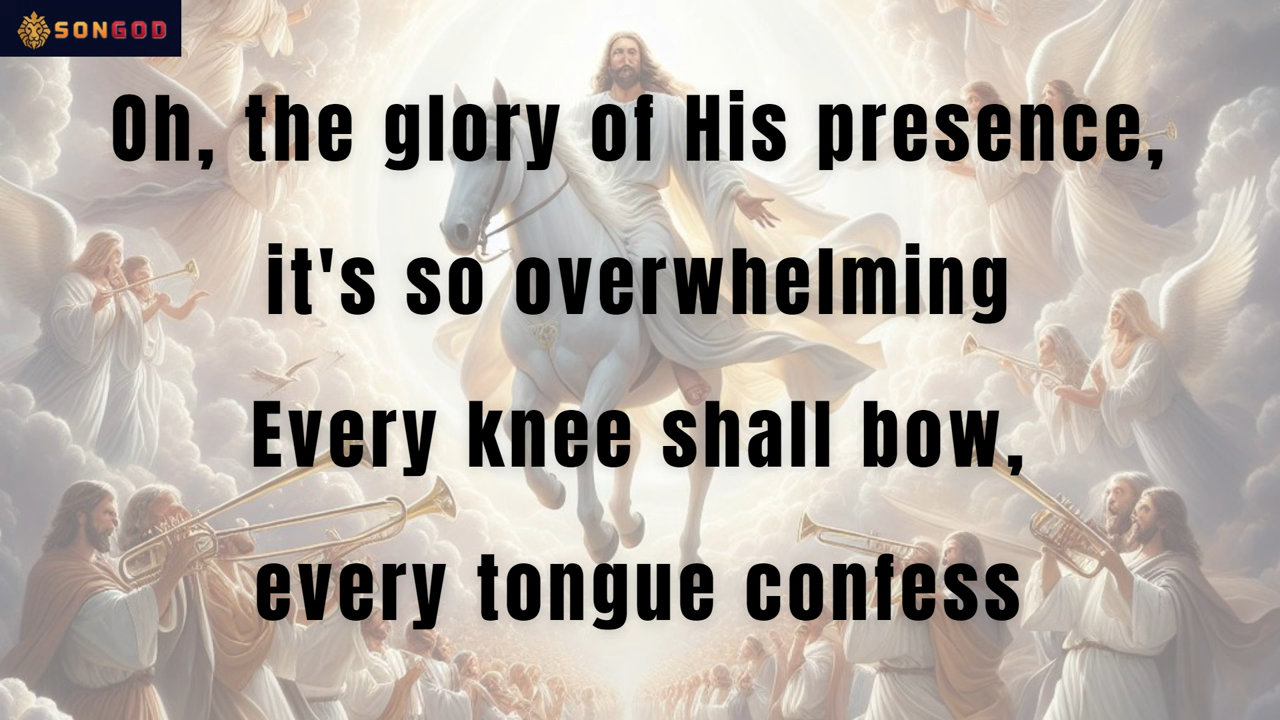 SONGOD
Oh, the glory of His presence,
it's so overwhelming
Every knee shall bow,
every tongue confess